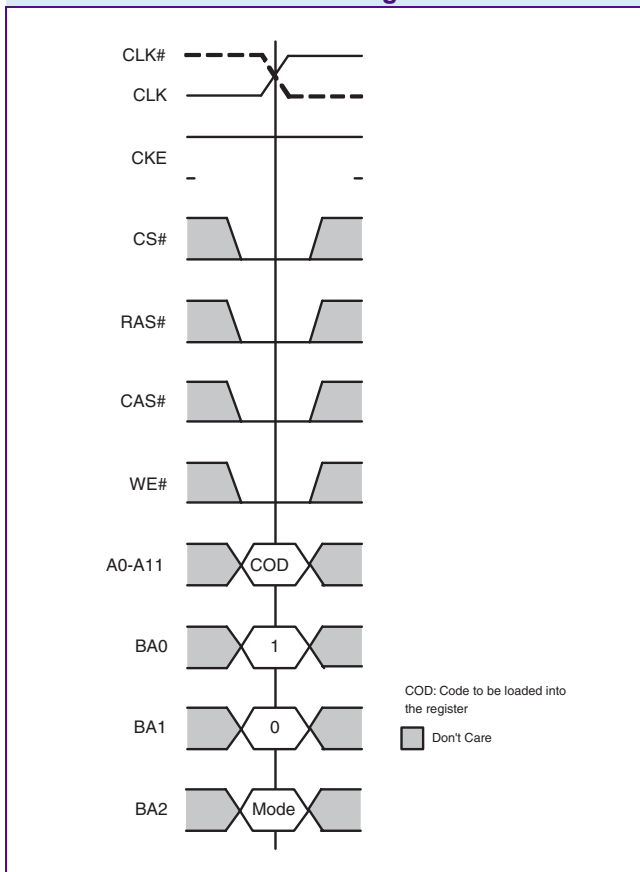 CLK#
CLK
CKE
CS#
RAS#
CAS#
WE#
A0-A11
COD
BA0
1
COD: Code to be loaded into
the register
BA1
0
Don't Care
BA2
Mode